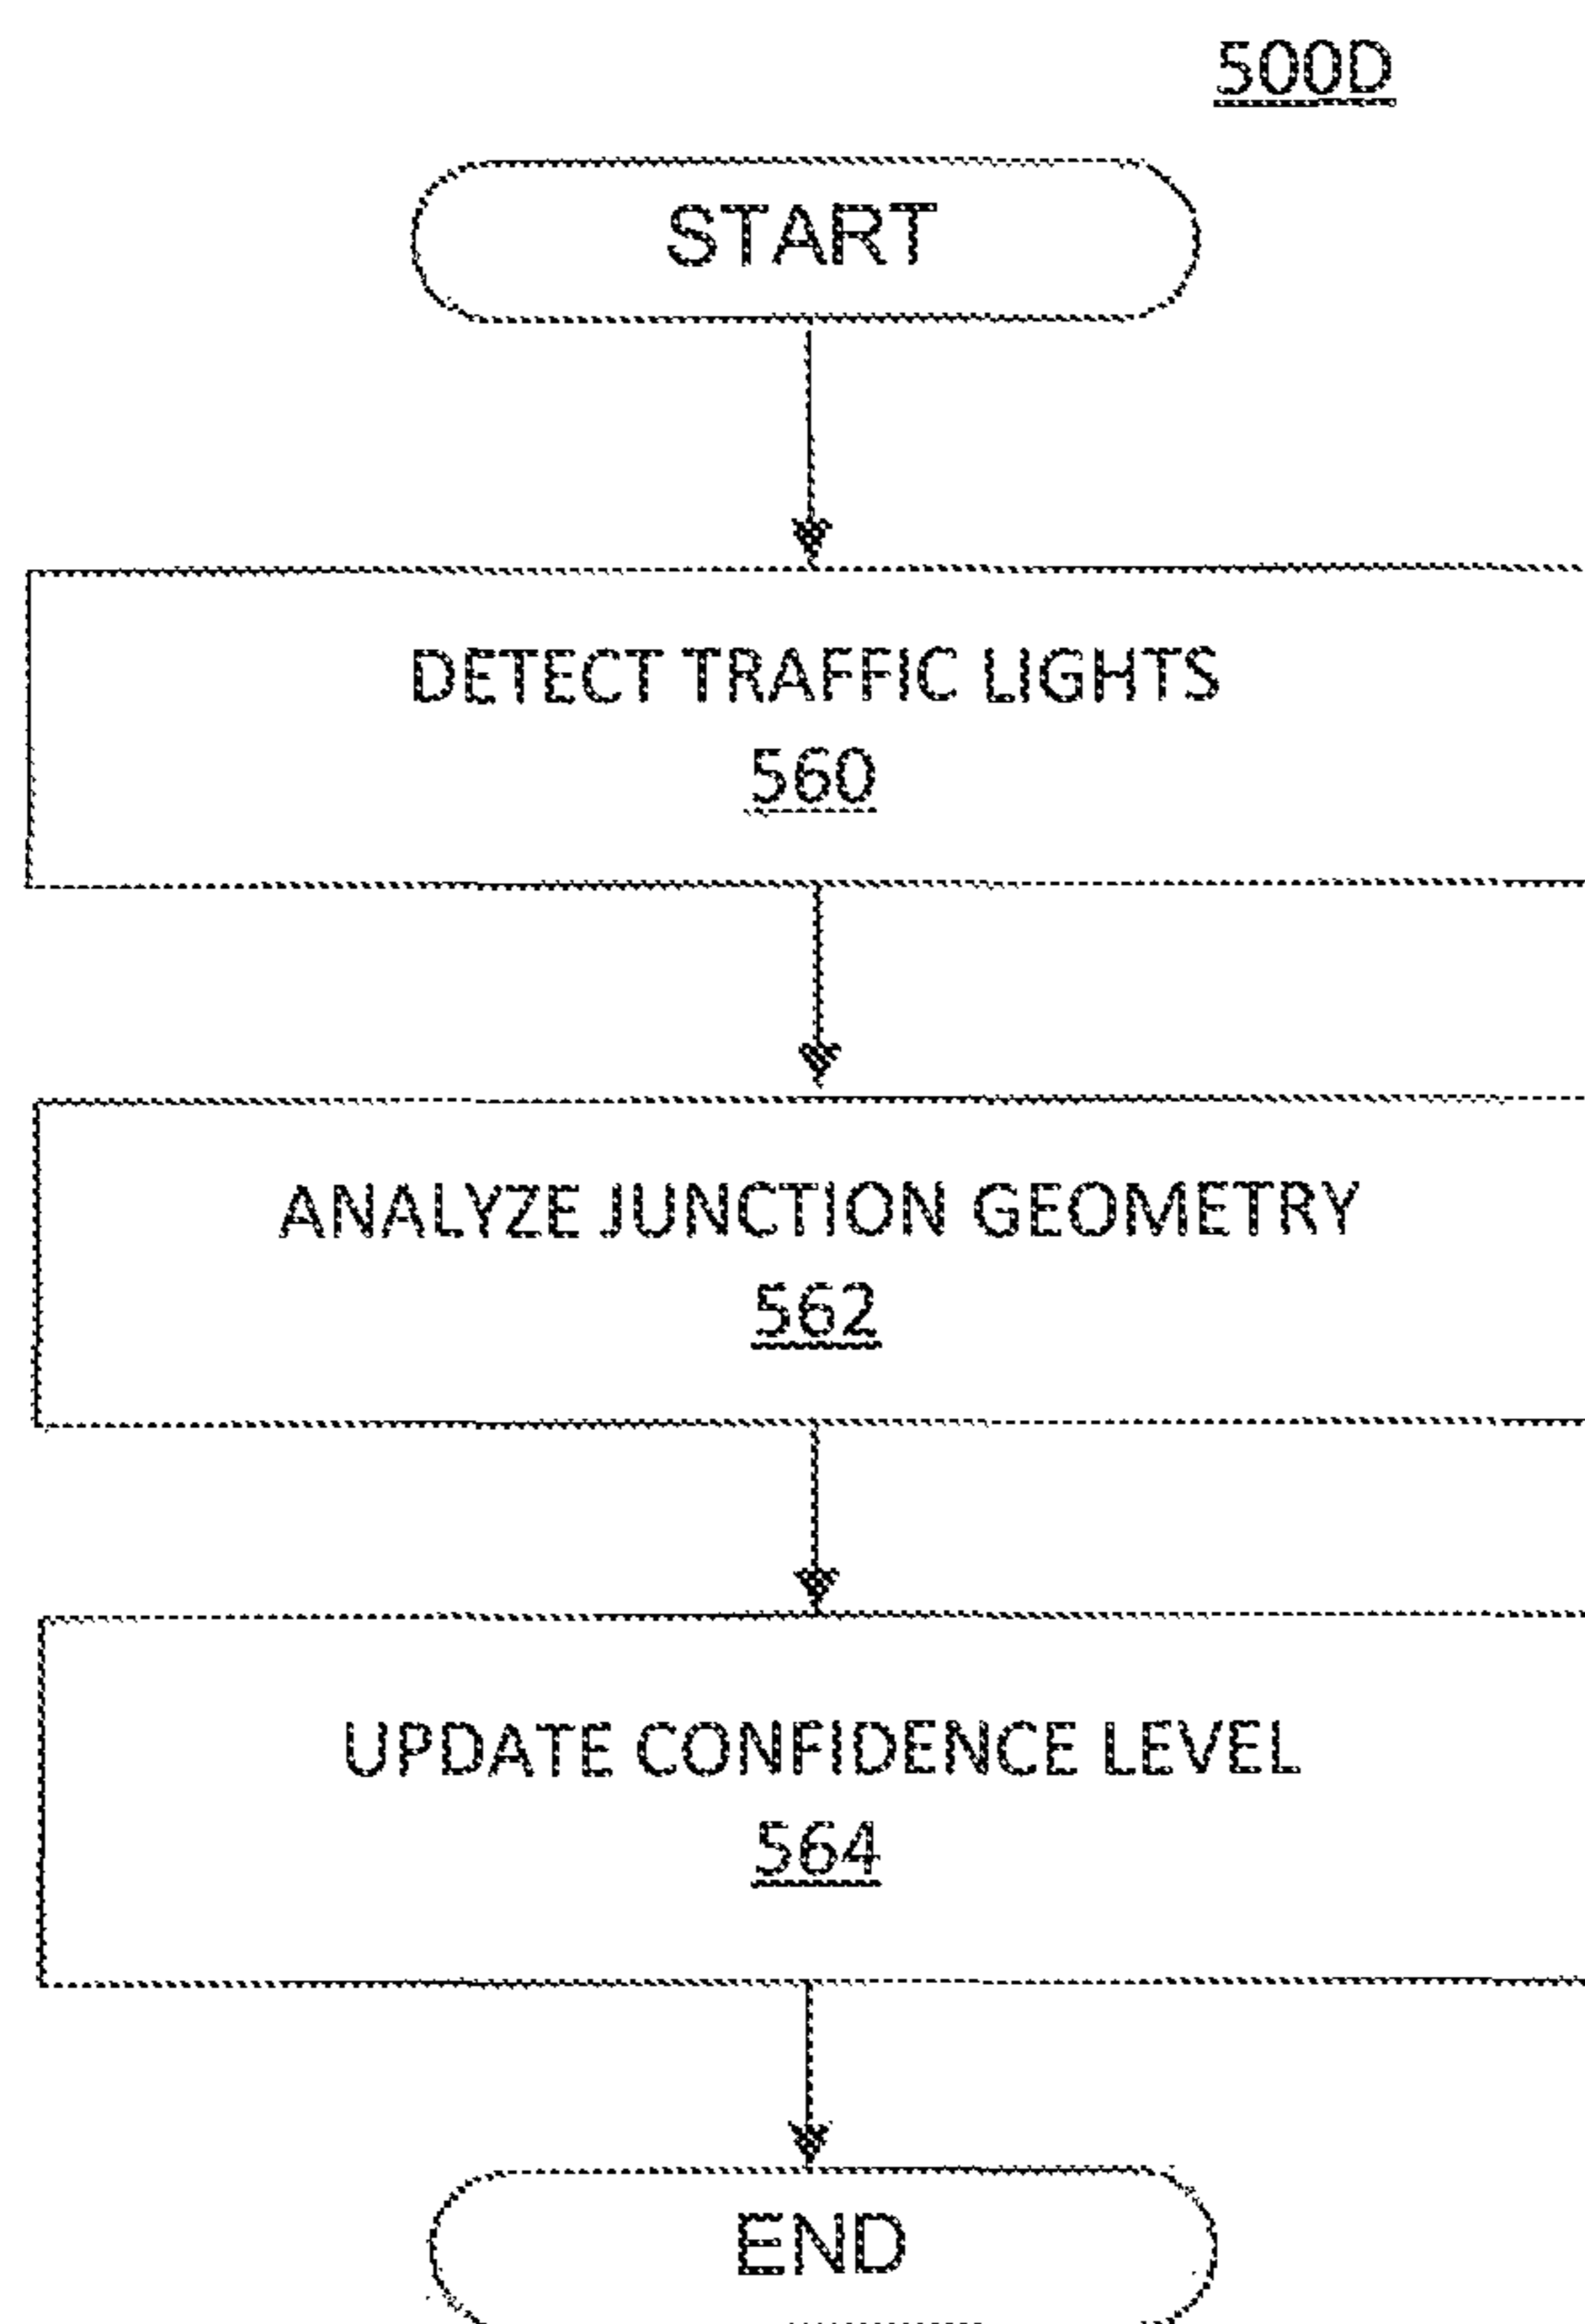 500D
START
DETECT TRAFFIC LIGHTS
560
ANALYZE JUNCTION GEOMETRY
562
UPDATE CONFIDENCE LEVEL
564
END